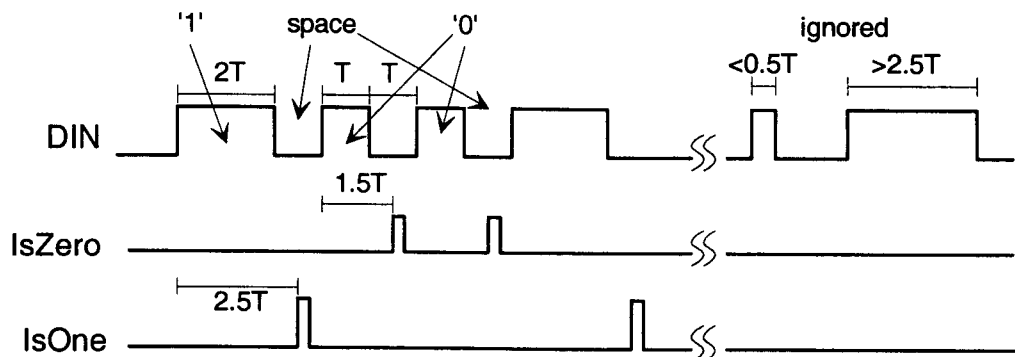 '1' space '0' ignored
2T T T <0.5T >2.5T
DIN
1.5T
IsZero
2.5T
IsOne